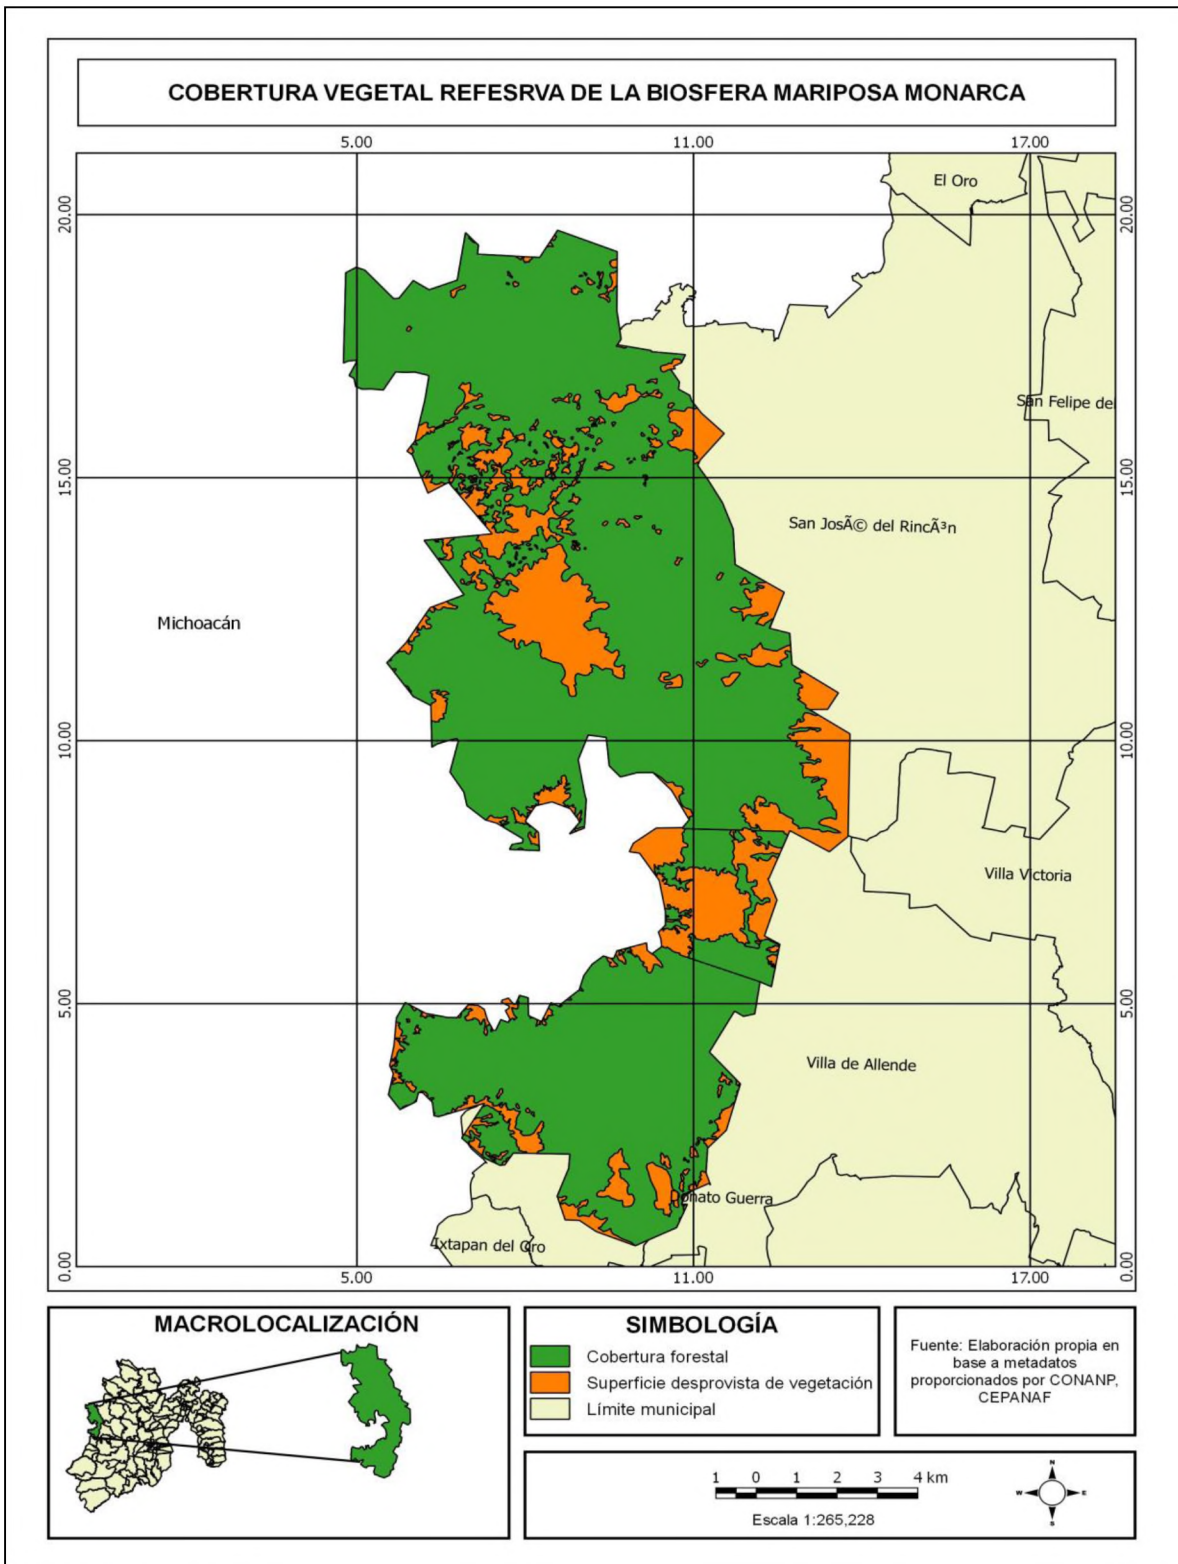 COBERTURA VEGETAL REFESRVA DE LA BIOSFERA MARIPOSA MONARCA
5.00 11.00 17.00
El Oro
20.00 20.00
San Felipe del
15.00 15.00
San JosÃ© del RincÃ³n
Michoacán
10.00 10.00
Villa Victoria
5.00 5.00
Villa de Allende
Donato Guerra
Ixtapan del Oro
0.00 0.00
5.00 11.00 17.00
MACROLOCALIZACIÓN
SIMBOLOGÍA
Cobertura forestal
Superficie desprovista de vegetación
Límite municipal
Fuente: Elaboración propia en
base a metadatos
proporcionados por CONANP,
CEPANAF
1 0 1 2 3 4 km
Escala 1:265,228
N
W E
S